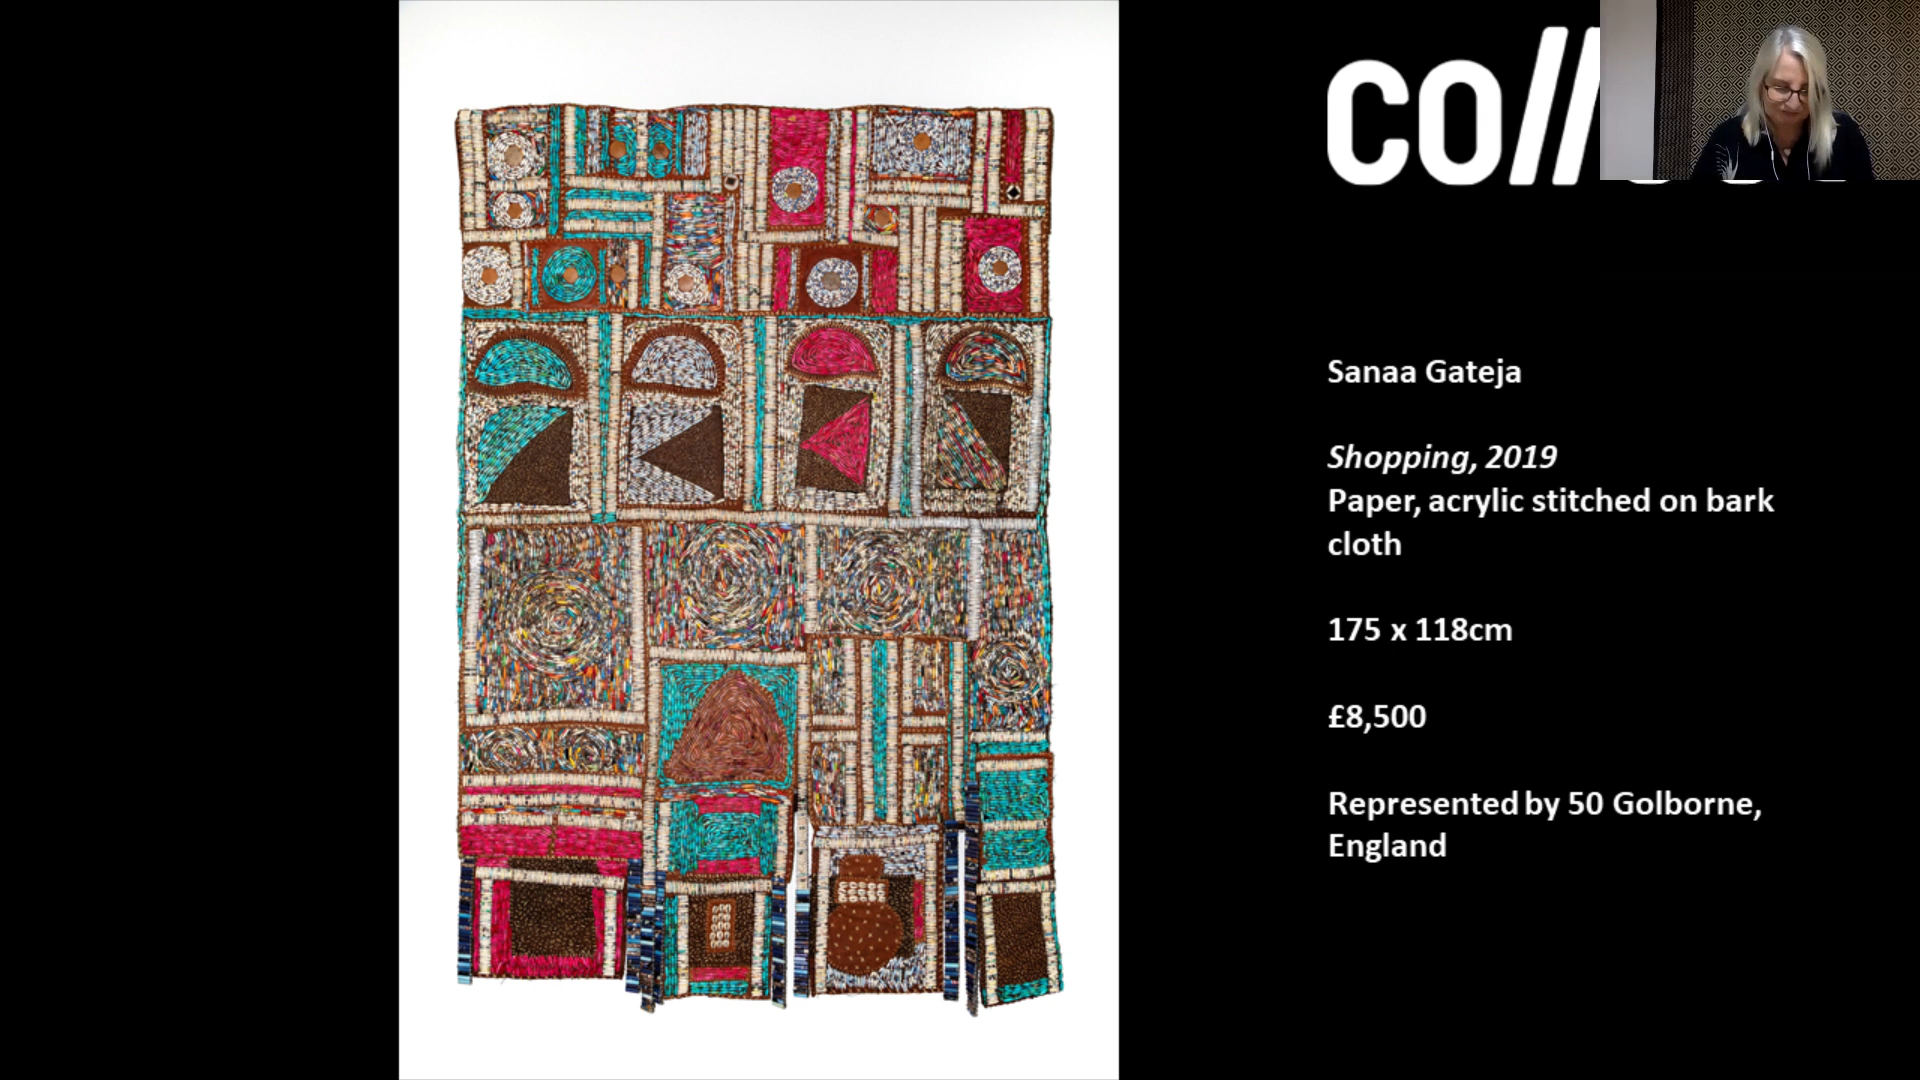 co//
Sanaa Gateja
Shopping, 2019
Paper, acrylic stitched on bark
cloth
175 x 118cm
£8,500
Represented by 50 Golborne,
England